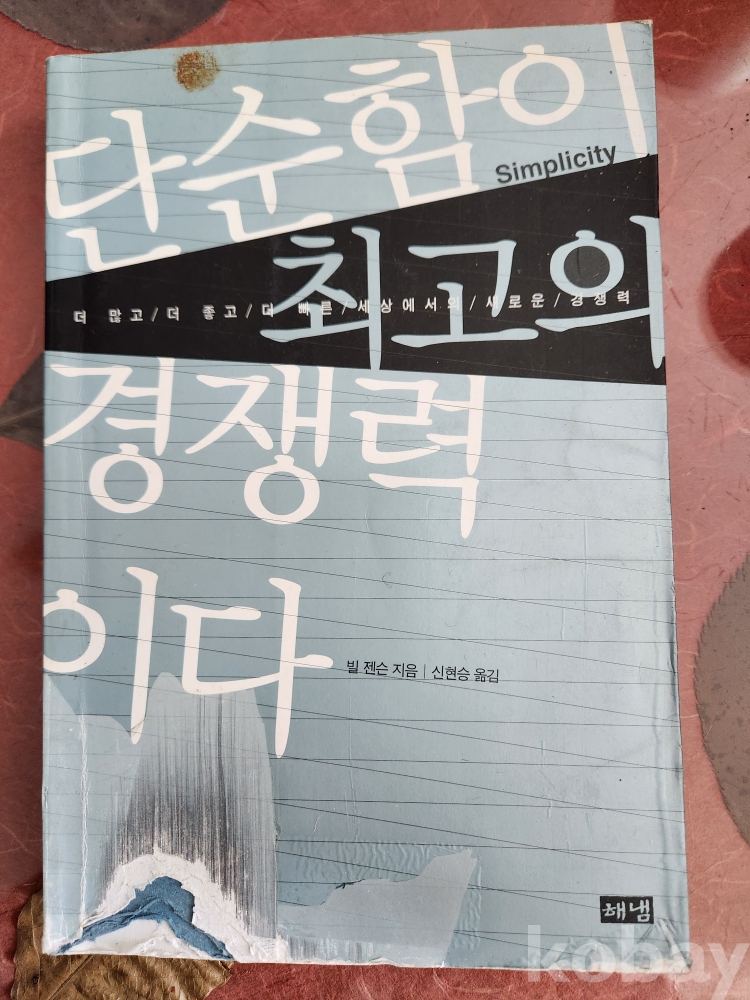 단순함이
Simplicity
최고의
더 많고/더 좋고/더 빠른/세상에서의/새로운/경쟁력
경쟁력
이다
빌 젠슨 지음 | 신현승 옮김
해냄
kobay